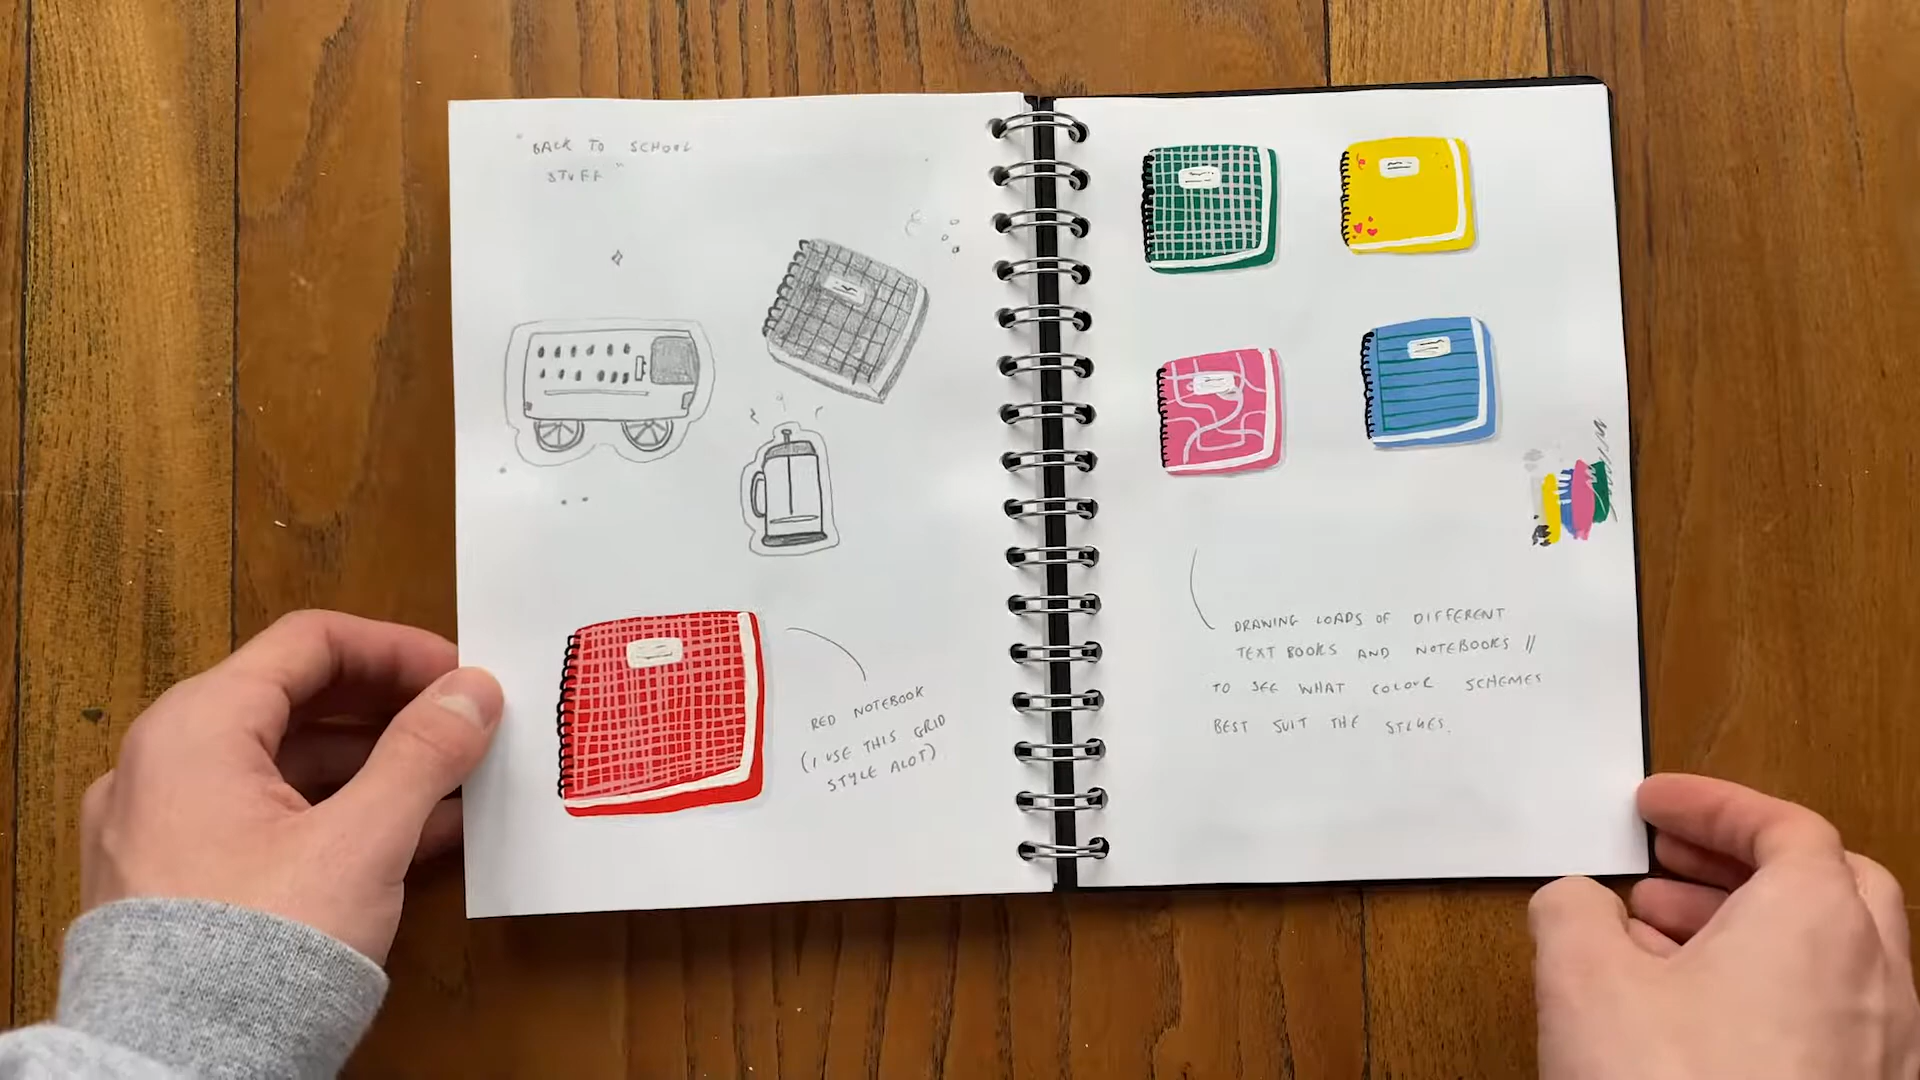 "BACK TO SCHOOL
STUFF"
RED NOTEBOOK
(I USE THIS GRID
STYLE ALOT)
DRAWING LOADS OF DIFFERENT
TEXT BOOKS AND NOTEBOOKS //
TO SEE WHAT COLOUR SCHEMES
BEST SUIT THE STYLES.